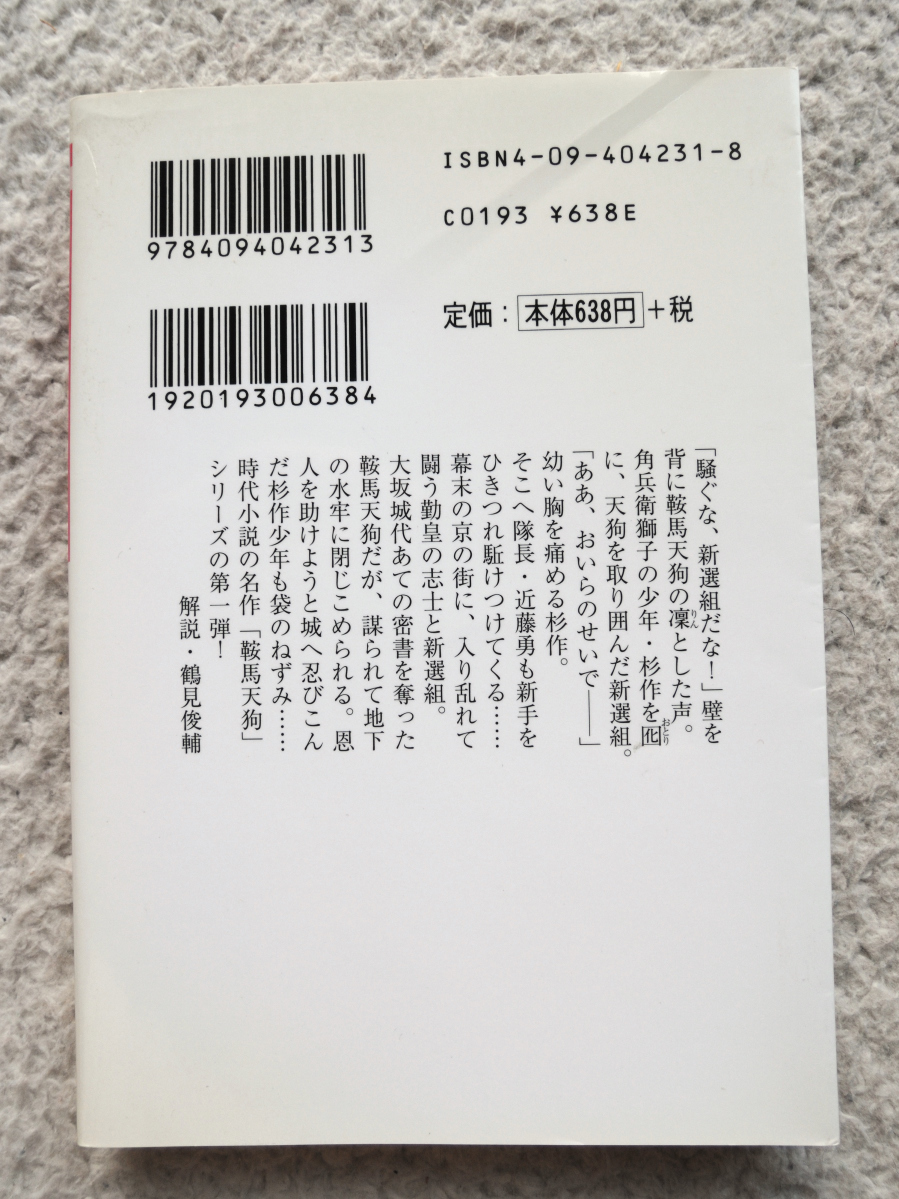 ISBN4-09-404231-8
9784094042313
C0193 ¥638E
定価：本体638円+税
1920193006384
「騒ぐな、新選組だな！」壁を
背に鞍馬天狗の凜とした声。
りん
角兵衛獅子の少年・杉作を囮
おとり
に、天狗を取り囲んだ新選組。
「ああ、おいらのせいで――」
幼い胸を痛める杉作。
そこへ隊長・近藤勇も新手を
ひきつれ駈けつけてくる……
幕末の京の街に、入り乱れて
闘う勤皇の志士と新選組。
大坂城代あての密書を奪った
鞍馬天狗だが、謀られて地下
の水牢に閉じこめられる。恩
人を助けようと城へ忍びこん
だ杉作少年も袋のねずみ……
時代小説の名作「鞍馬天狗」
シリーズの第一弾！
解説・鶴見俊輔